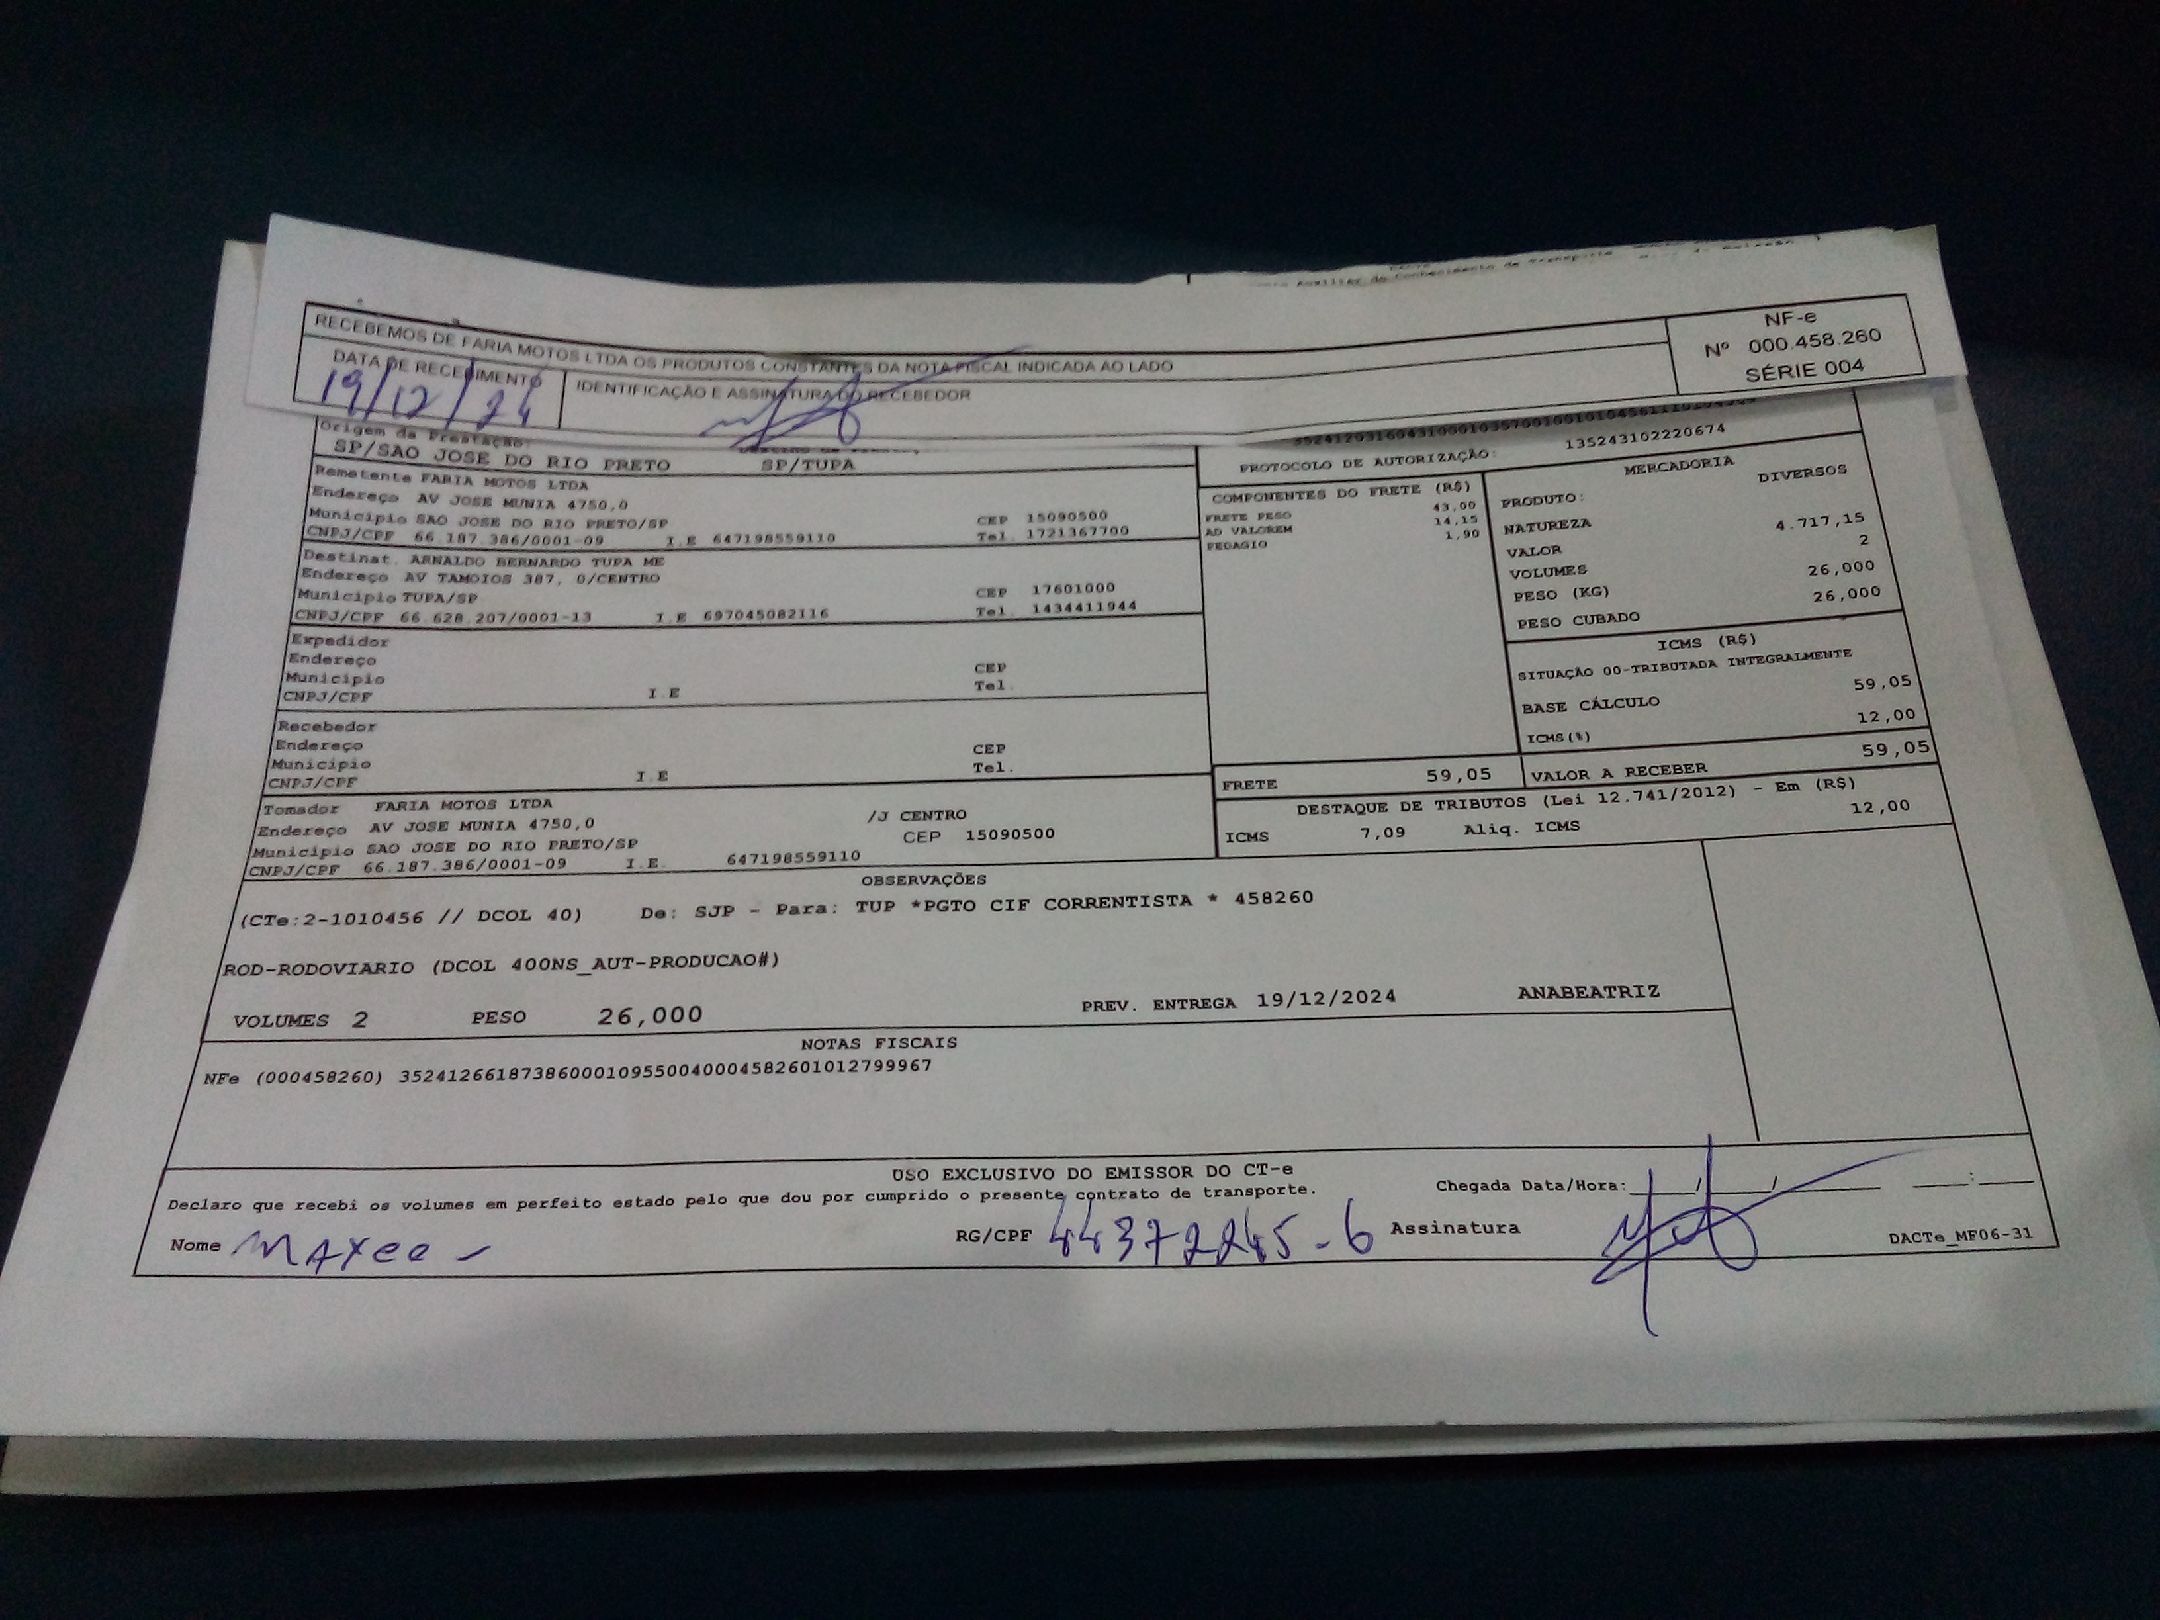 RECEBEMOS DE FARIA MOTOS LTDA OS PRODUTOS CONSTANTES DA NOTA FISCAL INDICADA AO LADO
NF-e
Nº 000.458.260
SÉRIE 004
DATA DE RECEBIMENTO
19/12/24
IDENTIFICAÇÃO E ASSINATURA DO RECEBEDOR
Origem da Prestação:
SP/SAO JOSE DO RIO PRETO SP/TUPA
PROTOCOLO DE AUTORIZAÇÃO: 135243102220674
Remetente FARIA MOTOS LTDA
Endereço AV JOSE MUNIA 4750,0
Município SAO JOSE DO RIO PRETO/SP CEP 15090500
CNPJ/CPF 66.187.386/0001-09 I.E 647198559110 Tel. 1721367700
Destinat. ARNALDO BERNARDO TUPA ME
Endereço AV TAMOIOS 387, 0/CENTRO
Município TUPA/SP CEP 17601000
CNPJ/CPF 66.628.207/0001-13 I.E 697045082116 Tel. 1434411944
Expedidor
Endereço
Município CEP
CNPJ/CPF I.E Tel.
Recebedor
Endereço
Município CEP
CNPJ/CPF I.E Tel.
Tomador FARIA MOTOS LTDA
Endereço AV JOSE MUNIA 4750,0 /J CENTRO
Município SAO JOSE DO RIO PRETO/SP CEP 15090500
CNPJ/CPF 66.187.386/0001-09 I.E. 647198559110
COMPONENTES DO FRETE (R$)
FRETE PESO 43,00
AD VALOREM 14,15
PEDAGIO 1,90
MERCADORIA
PRODUTO: DIVERSOS
NATUREZA
VALOR 4.717,15
VOLUMES 2
PESO (KG) 26,000
PESO CUBADO 26,000
ICMS (R$)
SITUAÇÃO 00-TRIBUTADA INTEGRALMENTE
BASE CÁLCULO 59,05
ICMS(%) 12,00
FRETE 59,05 VALOR A RECEBER 59,05
DESTAQUE DE TRIBUTOS (Lei 12.741/2012) - Em (R$)
ICMS 7,09 Aliq. ICMS 12,00
OBSERVAÇÕES
(CTe:2-1010456 // DCOL 40) De: SJP - Para: TUP *PGTO CIF CORRENTISTA * 458260
ROD-RODOVIARIO (DCOL 400NS_AUT-PRODUCAO#)
VOLUMES 2 PESO 26,000 PREV. ENTREGA 19/12/2024 ANABEATRIZ
NOTAS FISCAIS
NFe (000458260) 35241266187386000109550040004582601012799967
USO EXCLUSIVO DO EMISSOR DO CT-e
Declaro que recebi os volumes em perfeito estado pelo que dou por cumprido o presente contrato de transporte.
Chegada Data/Hora:____/____/____ ____:____
Nome RG/CPF 44372245-6 Assinatura
DACTe_MF06-31